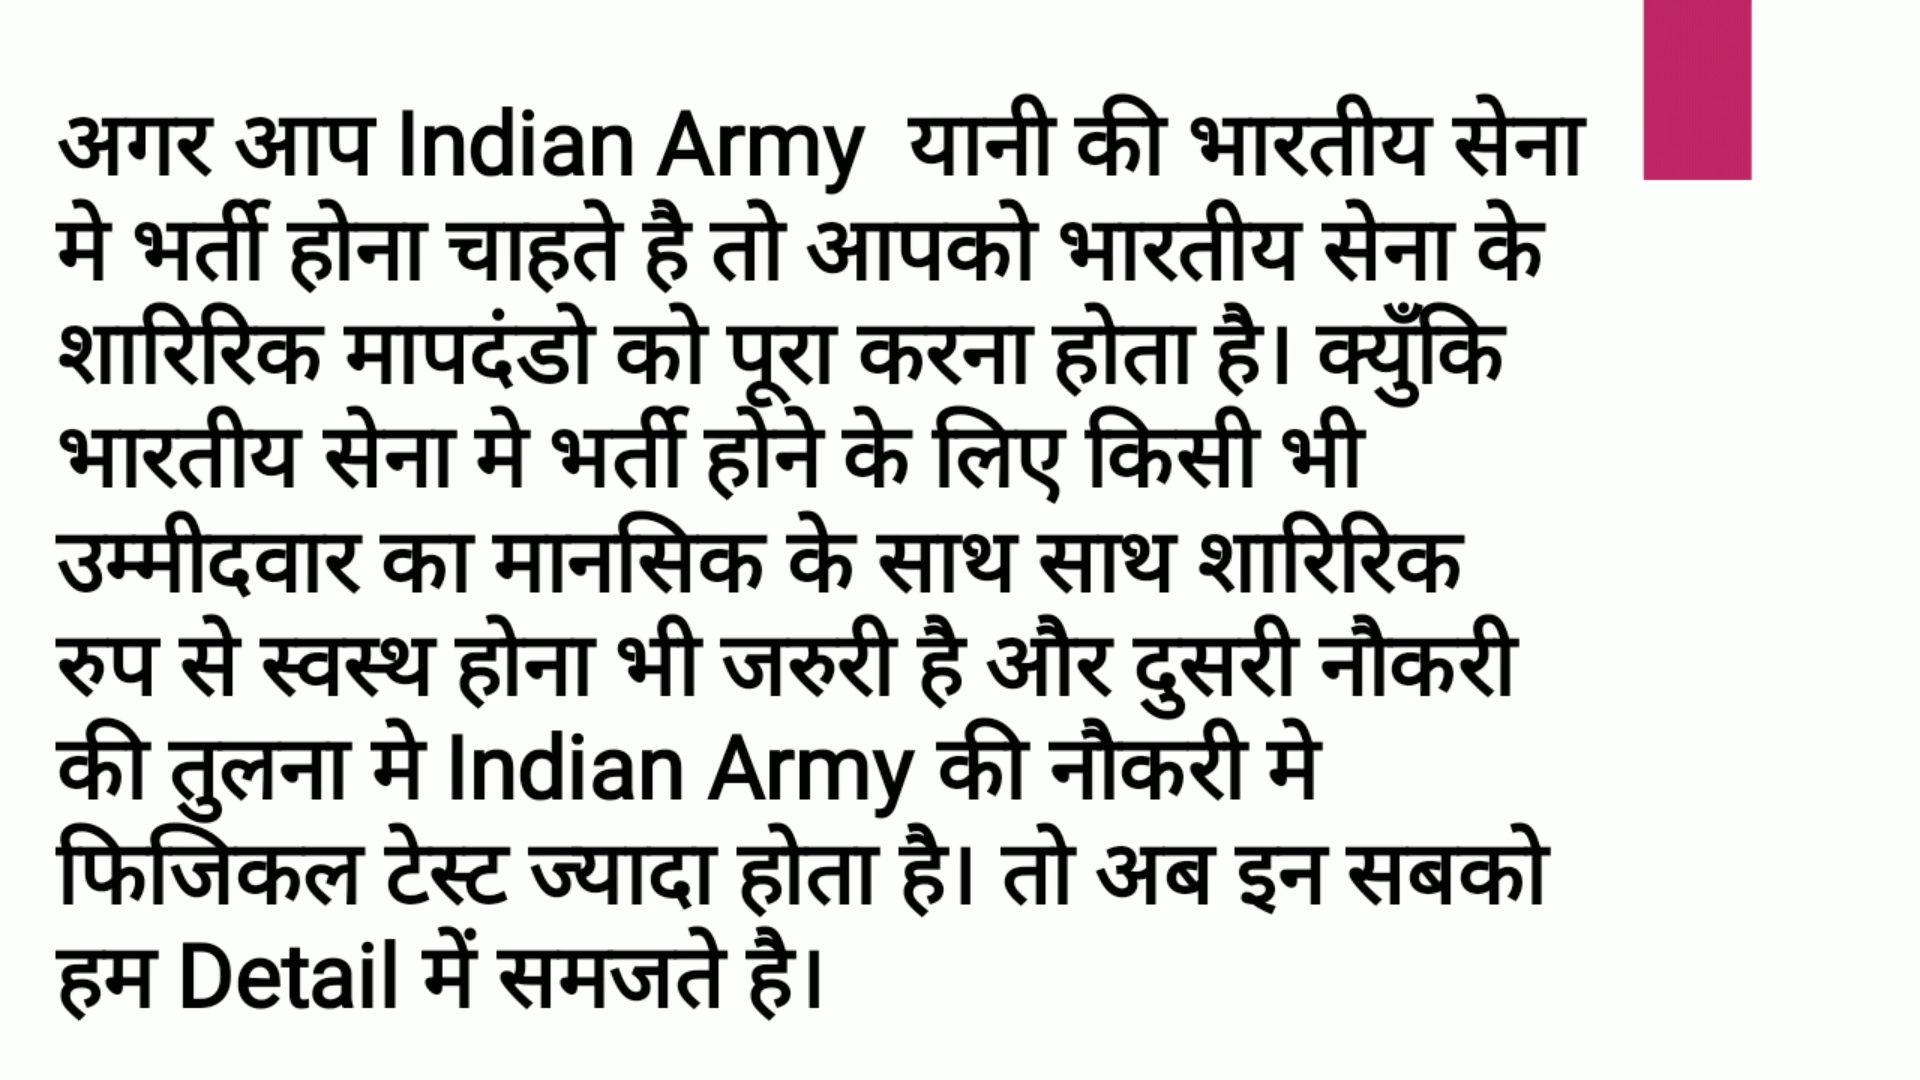 अगर आप Indian Army यानी की भारतीय सेना
मे भर्ती होना चाहते है तो आपको भारतीय सेना के
शारिरिक मापदंडो को पूरा करना होता है। क्युँकि
भारतीय सेना मे भर्ती होने के लिए किसी भी
उम्मीदवार का मानसिक के साथ साथ शारिरिक
रुप से स्वस्थ होना भी जरुरी है और दुसरी नौकरी
की तुलना मे Indian Army की नौकरी मे
फिजिकल टेस्ट ज्यादा होता है। तो अब इन सबको
हम Detail में समजते है।